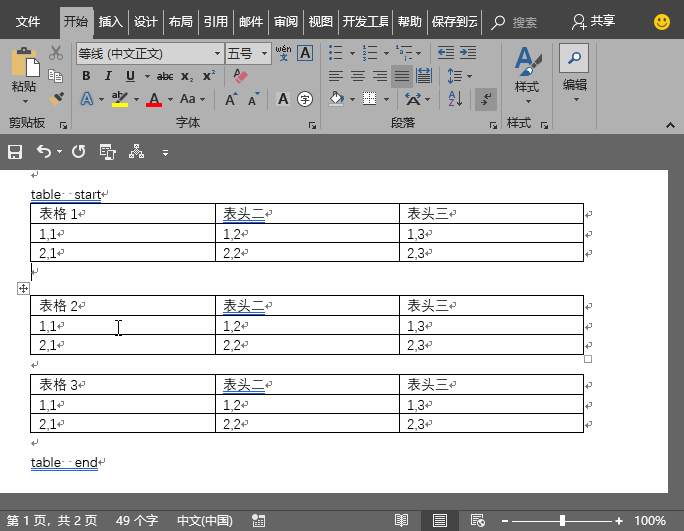 文件 开始 插入 设计 布局 引用 邮件 审阅 视图 开发工具 帮助 保存到云 搜索 共享
等线 (中文正文) 五号 wén 文 A
粘贴 B I U abc x₂ x² 样式 编辑
A ab A Aa A A A 字
剪贴板 字体 段落 样式
table start
表格 1 表头二 表头三
1,1 1,2 1,3
2,1 2,2 2,3
表格 2 表头二 表头三
1,1 1,2 1,3
2,1 2,2 2,3
表格 3 表头二 表头三
1,1 1,2 1,3
2,1 2,2 2,3
table end
第 1 页，共 2 页 49 个字 中文(中国) 100%